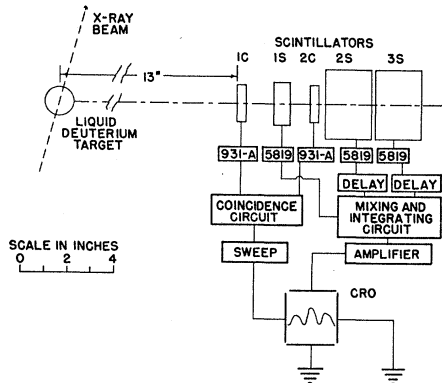 X-RAY
BEAM
SCINTILLATORS
1C 1S 2C 2S 3S
13"
LIQUID
DEUTERIUM
TARGET
931-A 5819 931-A 5819 5819
DELAY DELAY
COINCIDENCE
CIRCUIT
MIXING AND
INTEGRATING
CIRCUIT
SWEEP
AMPLIFIER
SCALE IN INCHES
0 2 4
CRO